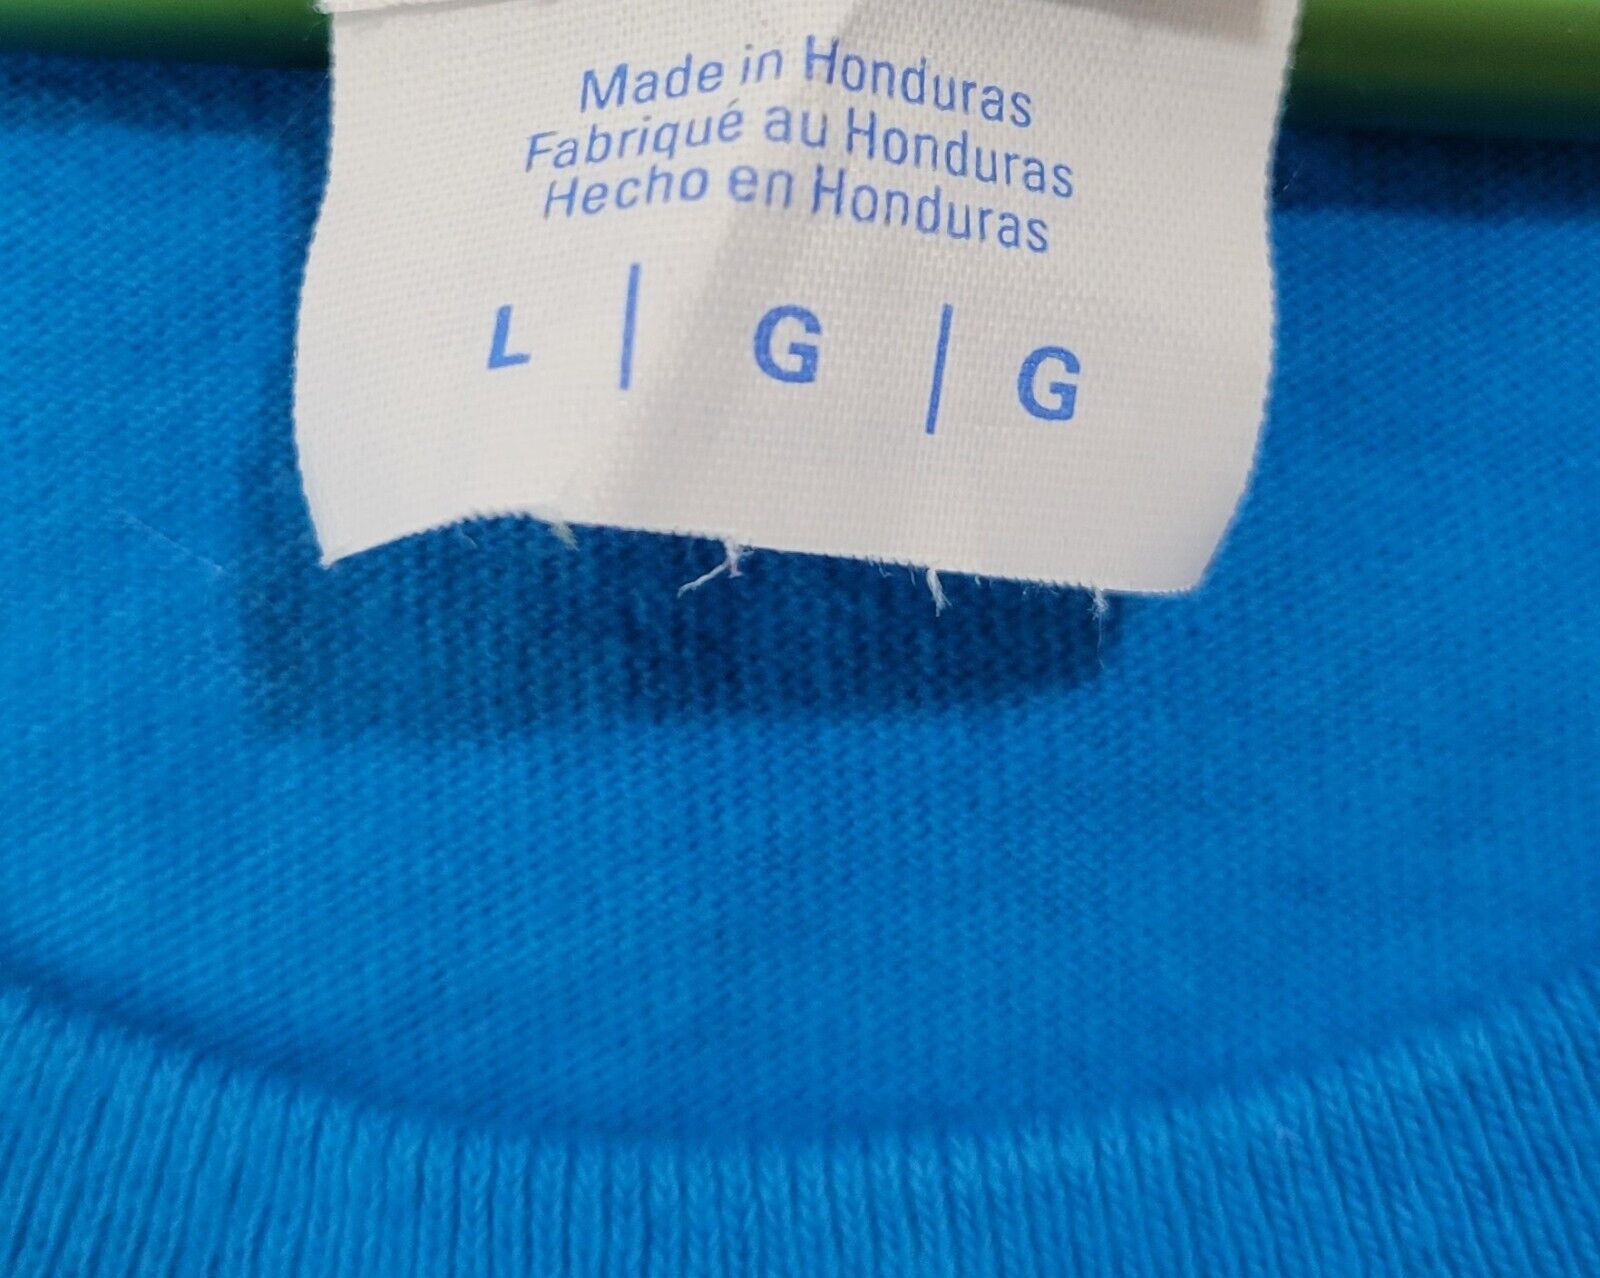 Made in Honduras
Fabriqué au Honduras
Hecho en Honduras
L | G | G